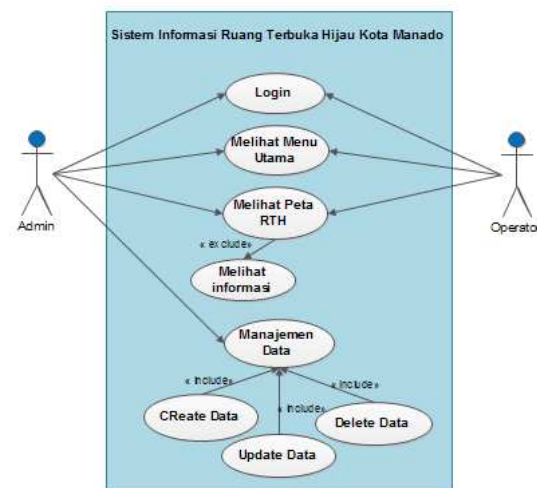 Sistem Informasi Ruang Terbuka Hijau Kota Manado
Login
Melihat Menu
Utama
Admin
Operato
Melihat Peta
RTH
« exclude»
Melihat
informasi
Manajemen
Data
« Include»
« Include»
« Include»
CReate Data
Update Data
Delete Data